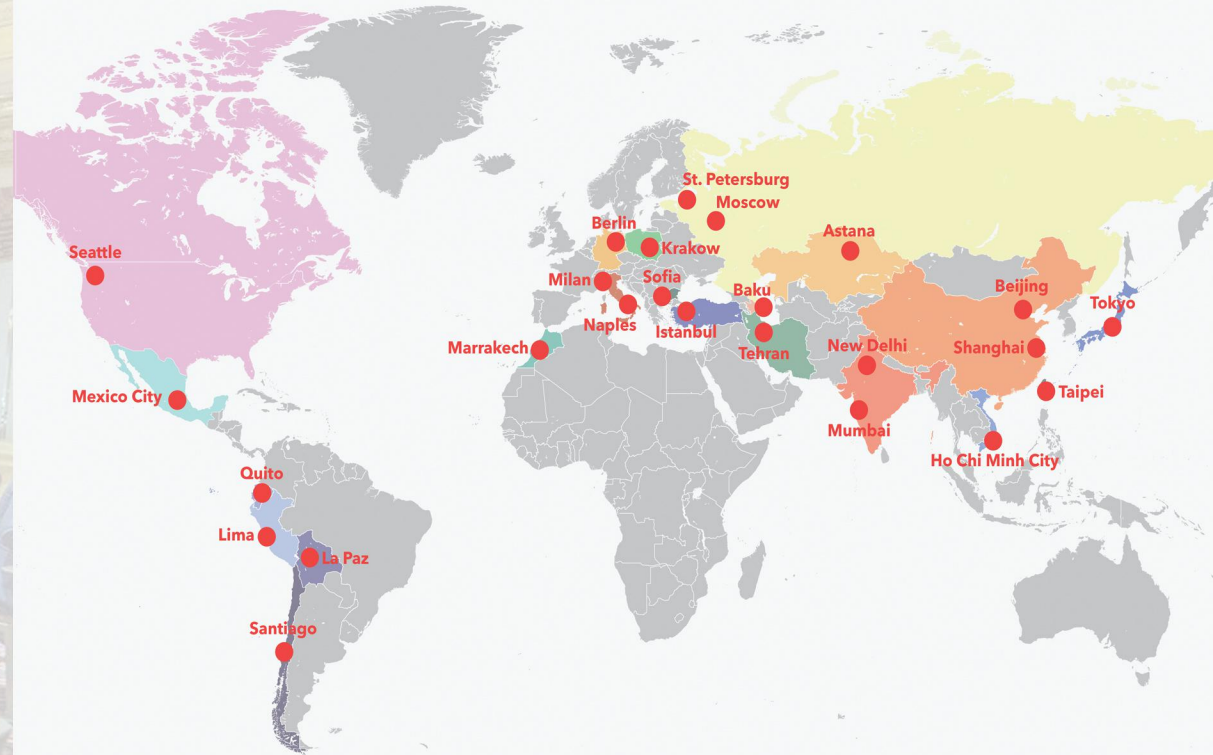 St. Petersburg
Moscow
Berlin
Krakow
Astana
Seattle
Milan
Sofia
Baku
Beijing
Tokyo
Naples
Istanbul
Marrakech
Tehran
New Delhi
Shanghai
Mexico City
Taipei
Mumbai
Ho Chi Minh City
Quito
Lima
La Paz
Santiago